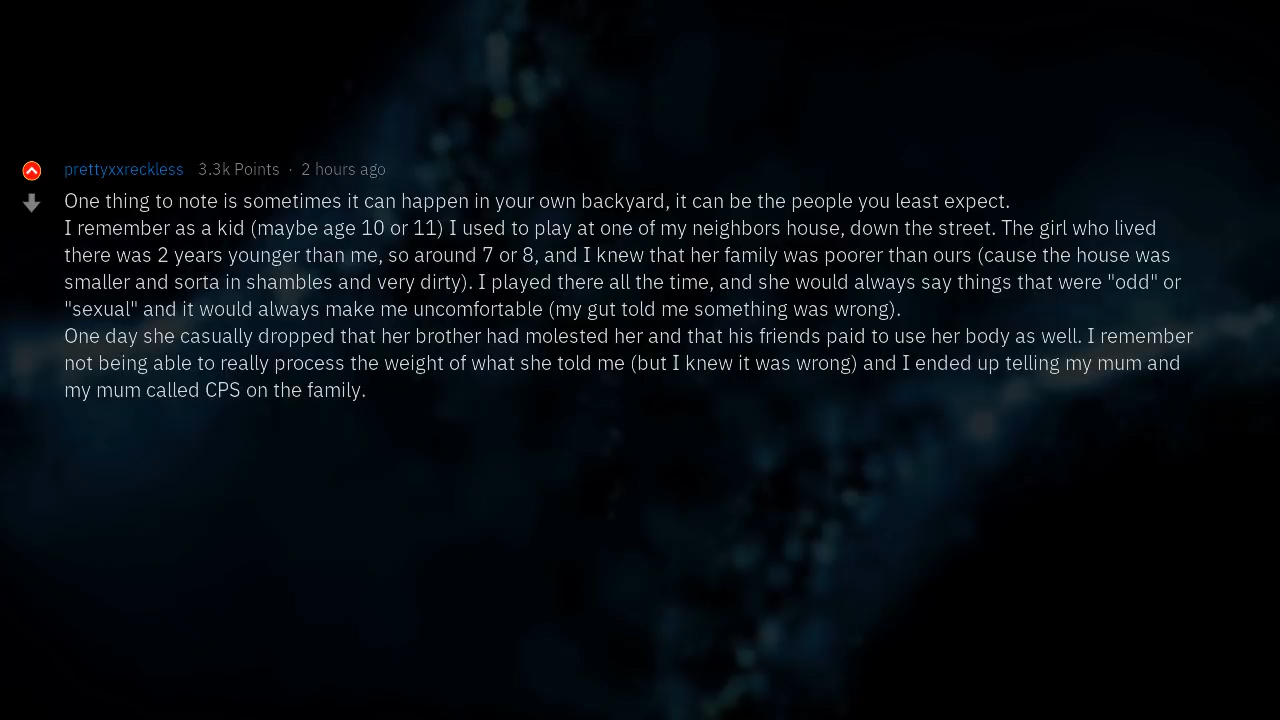 prettyxxreckless 3.3k Points · 2 hours ago
One thing to note is sometimes it can happen in your own backyard, it can be the people you least expect.
I remember as a kid (maybe age 10 or 11) I used to play at one of my neighbors house, down the street. The girl who lived
there was 2 years younger than me, so around 7 or 8, and I knew that her family was poorer than ours (cause the house was
smaller and sorta in shambles and very dirty). I played there all the time, and she would always say things that were "odd" or
"sexual" and it would always make me uncomfortable (my gut told me something was wrong).
One day she casually dropped that her brother had molested her and that his friends paid to use her body as well. I remember
not being able to really process the weight of what she told me (but I knew it was wrong) and I ended up telling my mum and
my mum called CPS on the family.